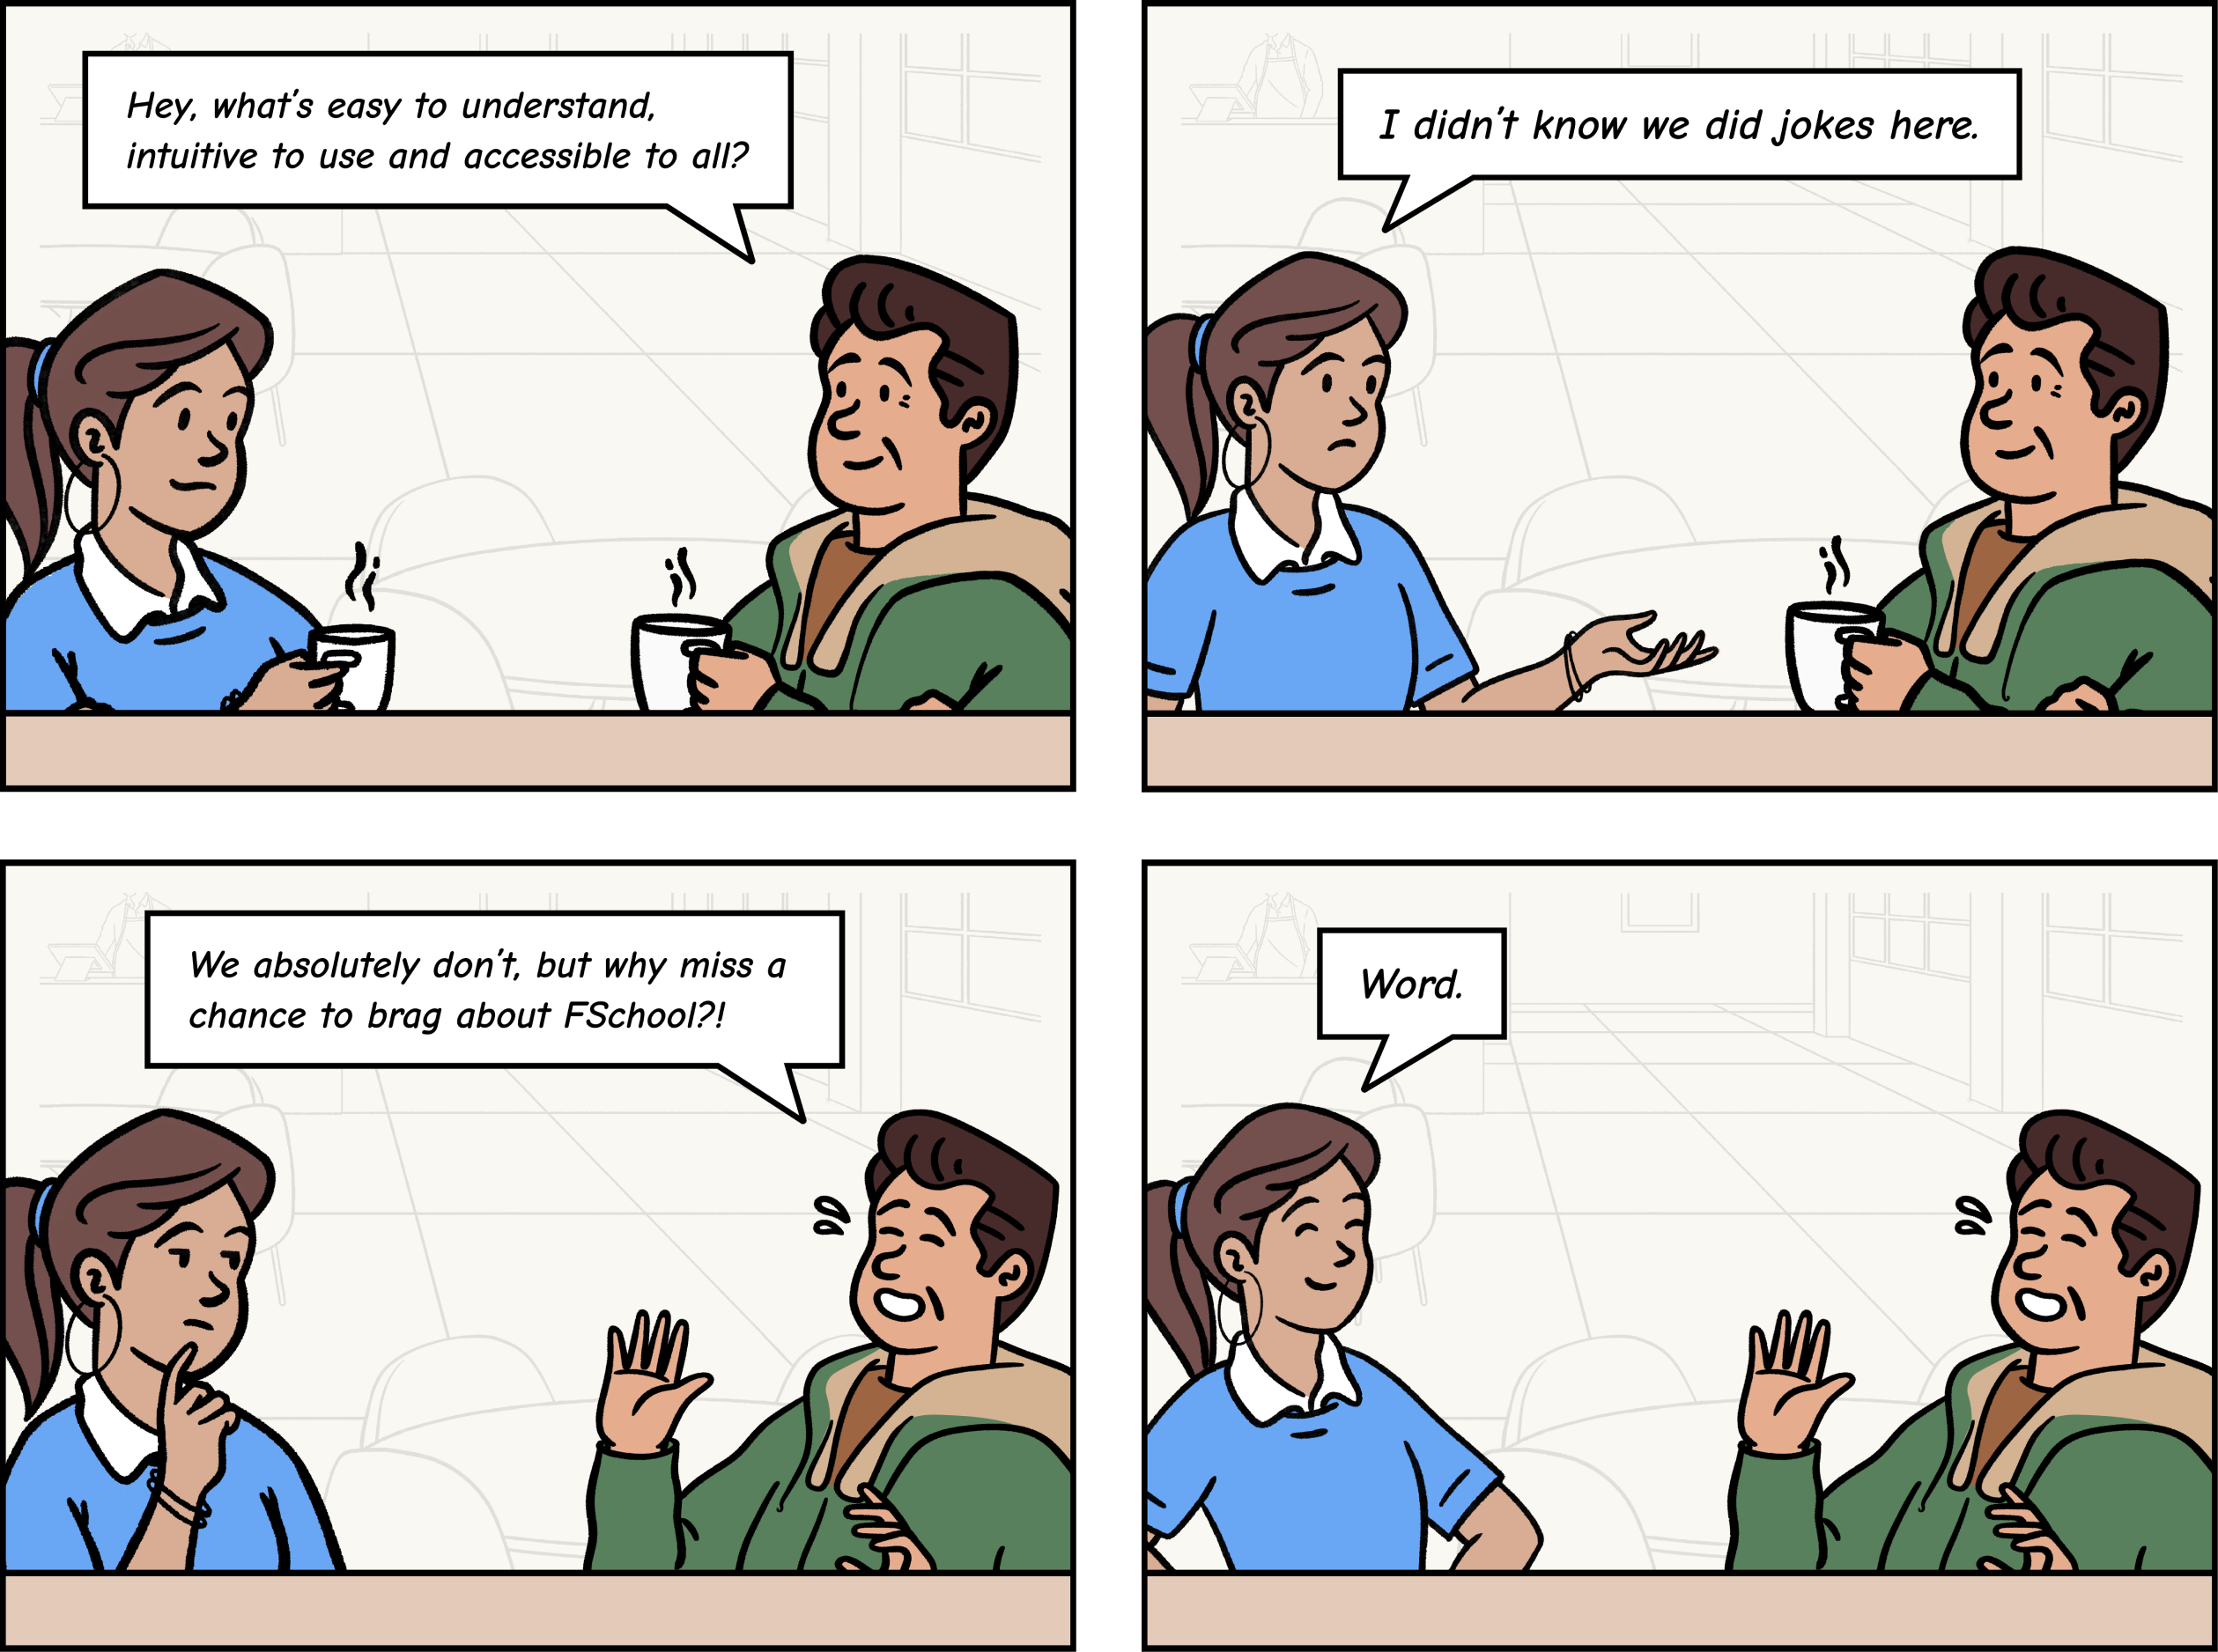 Hey, what's easy to understand,
intuitive to use and accessible to all?
I didn't know we did jokes here.
We absolutely don't, but why miss a
chance to brag about FSchool?!
Word.